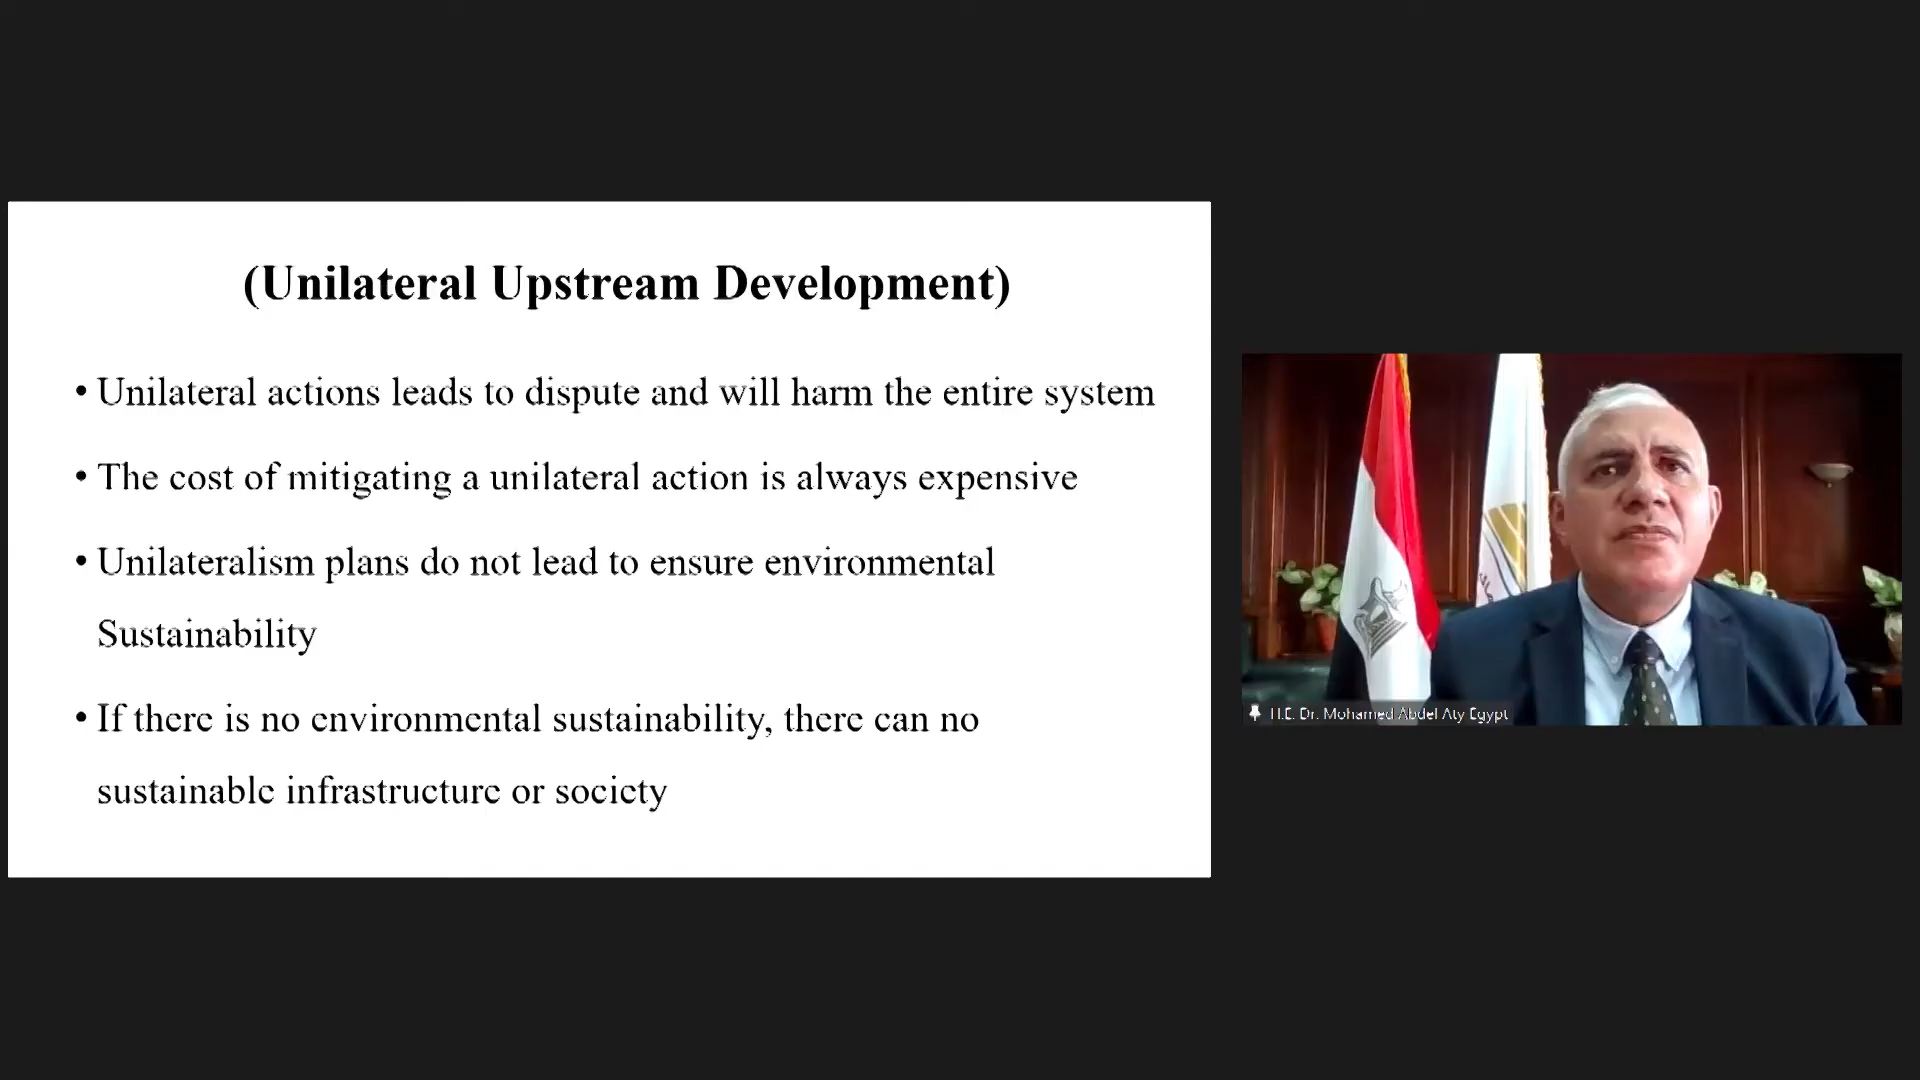 (Unilateral Upstream Development)
• Unilateral actions leads to dispute and will harm the entire system
• The cost of mitigating a unilateral action is always expensive
• Unilateralism plans do not lead to ensure environmental
Sustainability
• If there is no environmental sustainability, there can no
sustainable infrastructure or society
H.E. Dr. Mohamed Abdel Aty Egypt